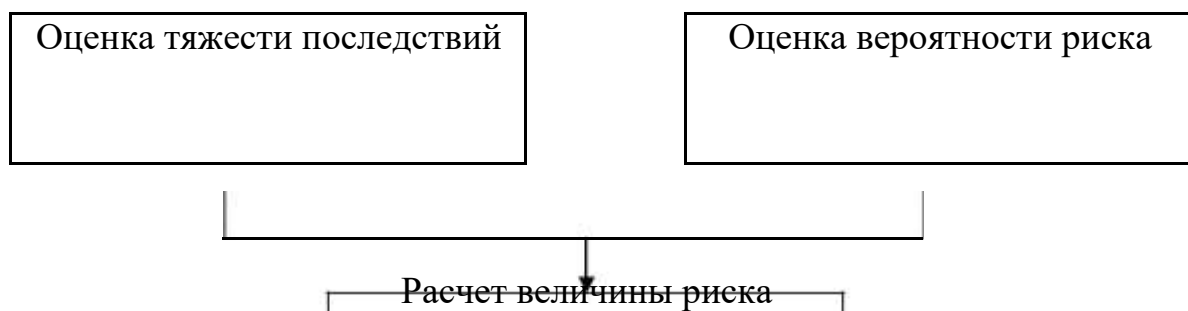 Оценка тяжести последствий
Оценка вероятности риска
Расчет величины риска